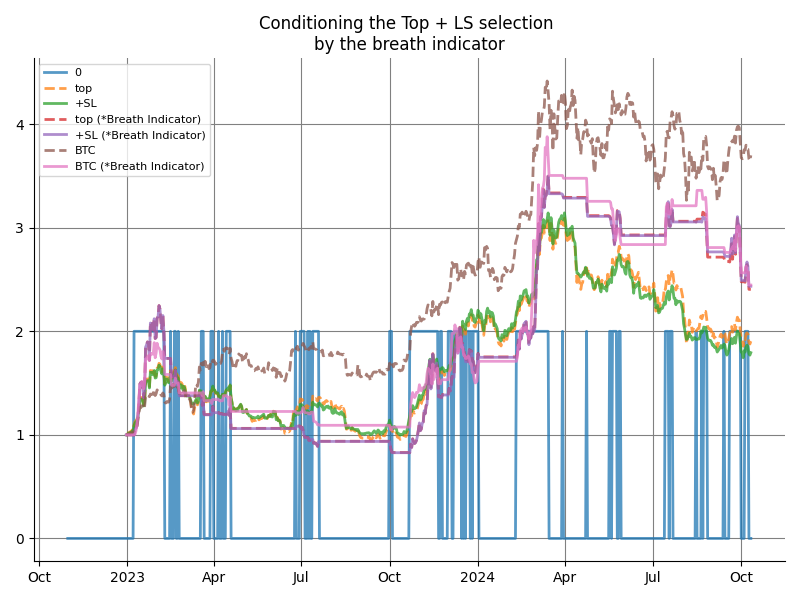 Conditioning the Top + LS selection
by the breath indicator
0
top
+SL
top (*Breath Indicator)
+SL (*Breath Indicator)
BTC
BTC (*Breath Indicator)
4
3
2
1
0
Oct 2023 Apr Jul Oct 2024 Apr Jul Oct